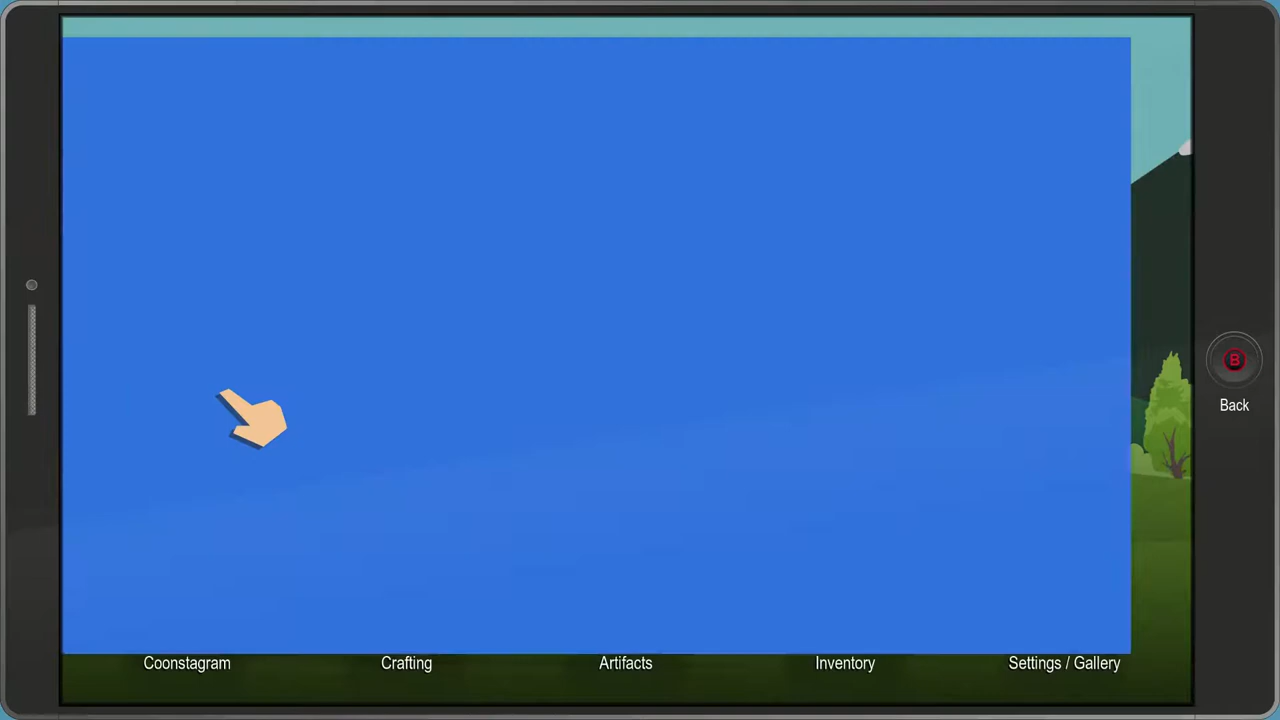 B
Back
Coonstagram
Crafting
Artifacts
Inventory
Settings / Gallery